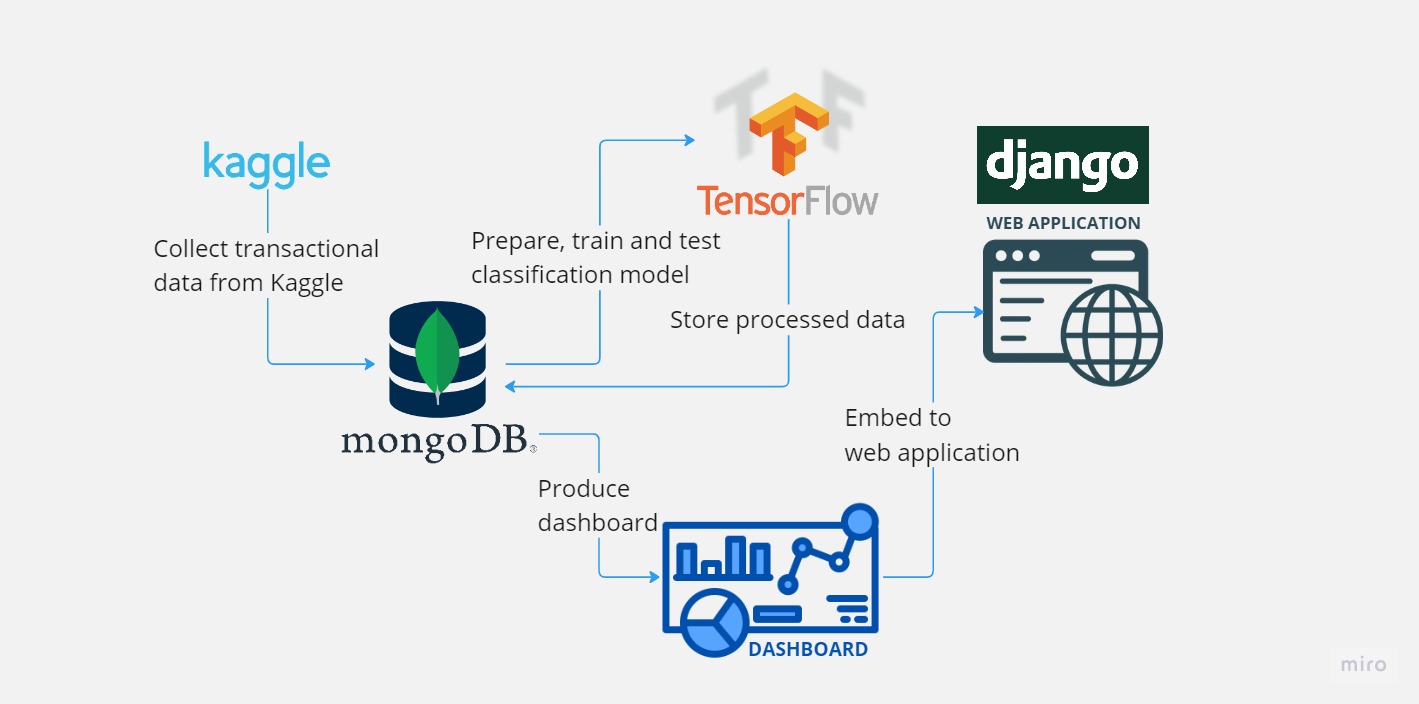 kaggle
Collect transactional
data from Kaggle
mongoDB®
Prepare, train and test
classification model
TF
TensorFlow
Store processed data
Produce
dashboard
DASHBOARD
Embed to
web application
django
WEB APPLICATION
miro